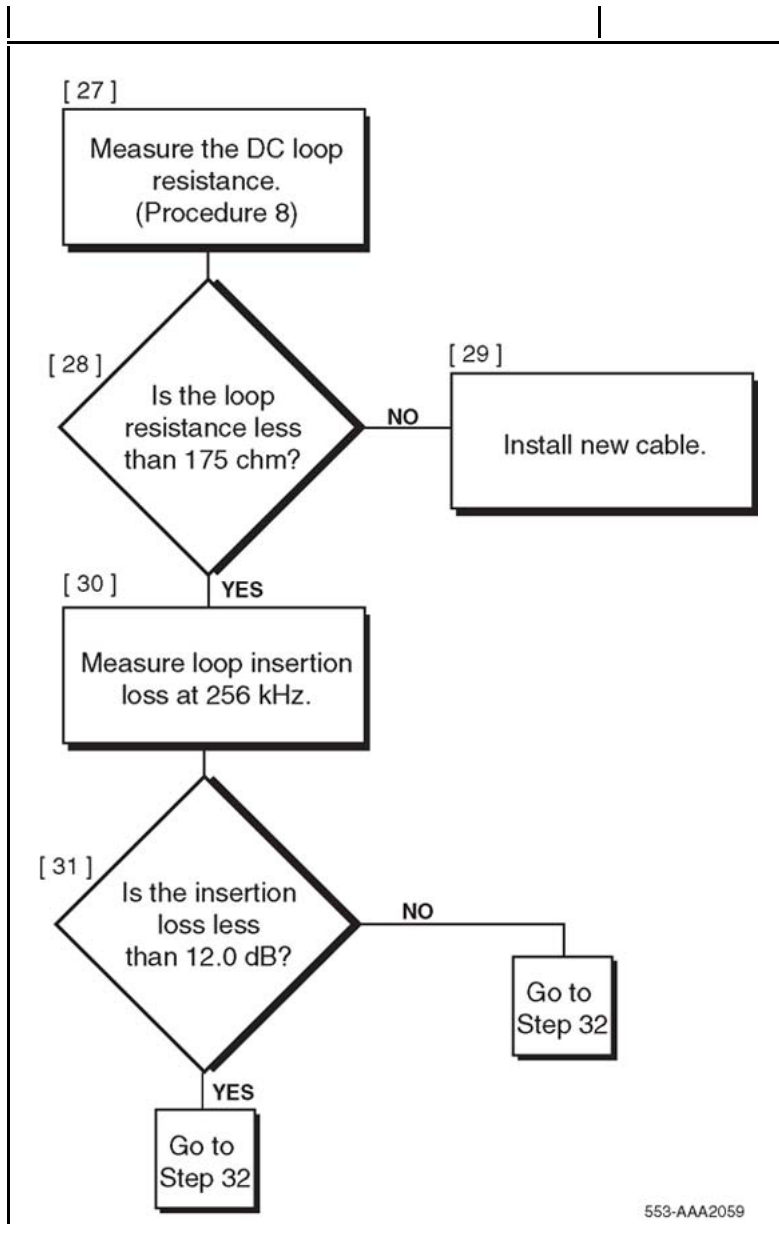 [ 27 ]
Measure the DC loop
resistance.
(Procedure 8)
[ 28 ]
Is the loop
resistance less
than 175 chm?
NO
[ 29 ]
Install new cable.
YES
[ 30 ]
Measure loop insertion
loss at 256 kHz.
[ 31 ]
Is the insertion
loss less
than 12.0 dB?
NO
Go to
Step 32
YES
Go to
Step 32
553-AAA2059